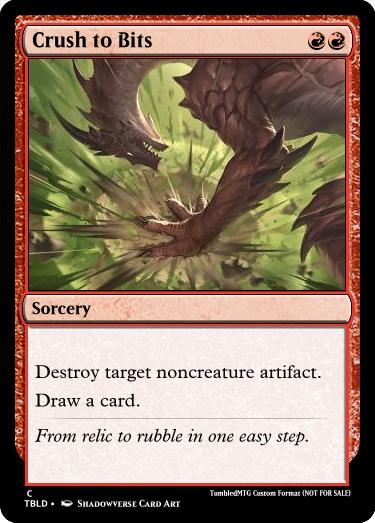 Crush to Bits
Sorcery
Destroy target noncreature artifact.
Draw a card.
From relic to rubble in one easy step.
C
TumbledMTG Custom Format (NOT FOR SALE)
TBLD • Shadowverse Card Art